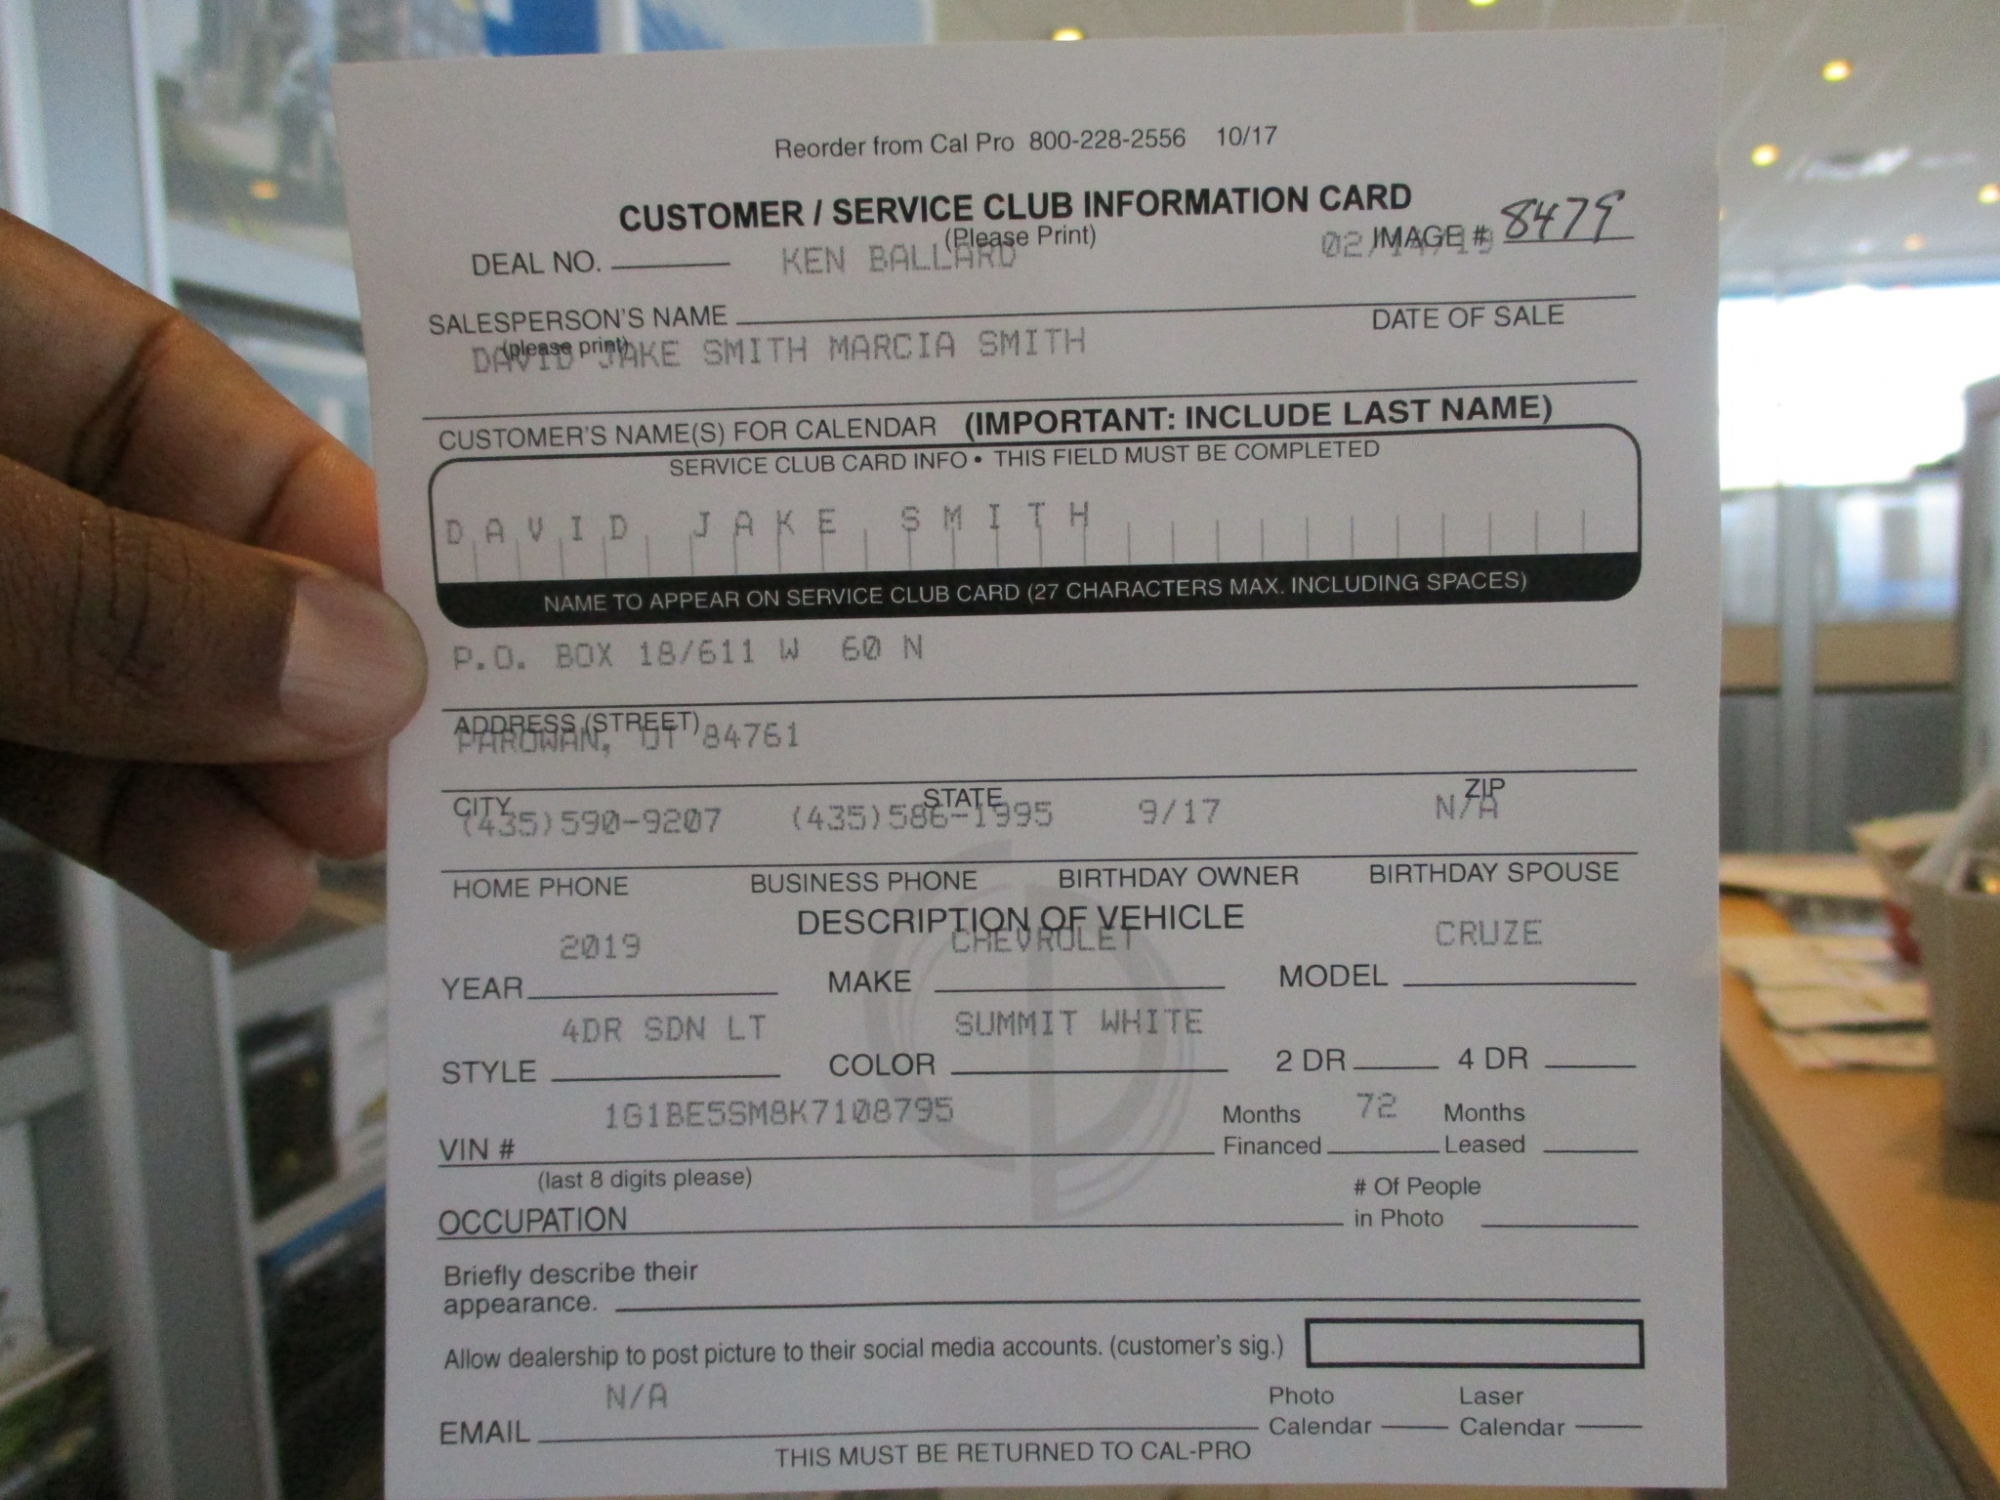 Reorder from Cal Pro 800-228-2556 10/17
CUSTOMER / SERVICE CLUB INFORMATION CARD
(Please Print)
IMAGE # 8479
DEAL NO. KEN BALLARD 02/14/19
SALESPERSON'S NAME DATE OF SALE
(please print)
DAVID JAKE SMITH MARCIA SMITH
CUSTOMER'S NAME(S) FOR CALENDAR (IMPORTANT: INCLUDE LAST NAME)
SERVICE CLUB CARD INFO • THIS FIELD MUST BE COMPLETED
DAVID JAKE SMITH
NAME TO APPEAR ON SERVICE CLUB CARD (27 CHARACTERS MAX. INCLUDING SPACES)
P.O. BOX 18/611 W 60 N
ADDRESS (STREET)
PAROWAN, UT 84761
CITY STATE ZIP
(435)590-9207 (435)586-1995 9/17 N/A
HOME PHONE BUSINESS PHONE BIRTHDAY OWNER BIRTHDAY SPOUSE
DESCRIPTION OF VEHICLE
2019 CHEVROLET CRUZE
YEAR MAKE MODEL
4DR SDN LT SUMMIT WHITE
STYLE COLOR 2 DR 4 DR
1G1BE5SM8K7108795 Months 72 Months
VIN # Financed Leased
(last 8 digits please)
# Of People
OCCUPATION in Photo
Briefly describe their
appearance.
Allow dealership to post picture to their social media accounts. (customer's sig.)
N/A Photo Laser
EMAIL Calendar Calendar
THIS MUST BE RETURNED TO CAL-PRO